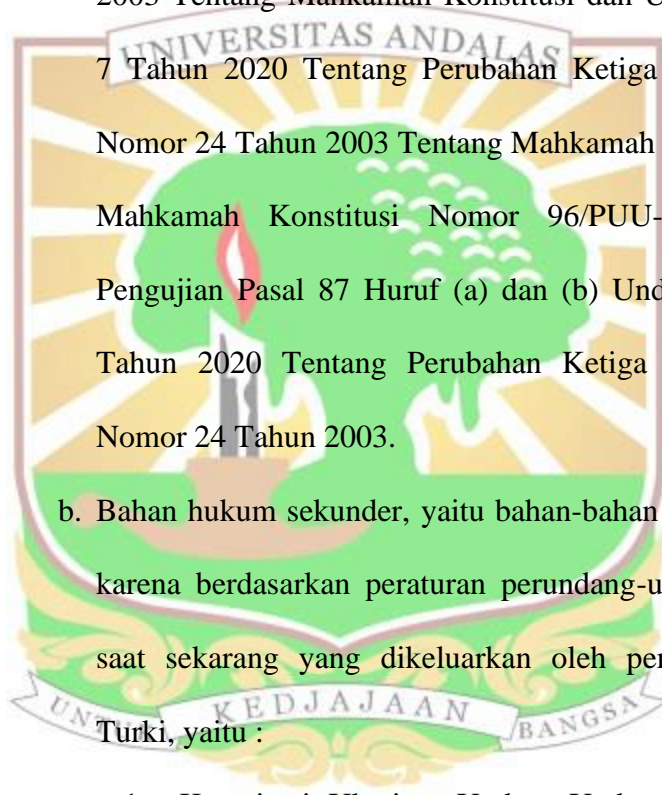 2003 Tentang Mahkamah Konstitusi dan U
UNIVERSITAS ANDALAS
7 Tahun 2020 Tentang Perubahan Ketiga
Nomor 24 Tahun 2003 Tentang Mahkamah
Mahkamah Konstitusi Nomor 96/PUU-
Pengujian Pasal 87 Huruf (a) dan (b) Und
Tahun 2020 Tentang Perubahan Ketiga
Nomor 24 Tahun 2003.
b. Bahan hukum sekunder, yaitu bahan-bahan
karena berdasarkan peraturan perundang-u
saat sekarang yang dikeluarkan oleh per
UNTUK KEDJAJAAN BANGSA
Turki, yaitu :